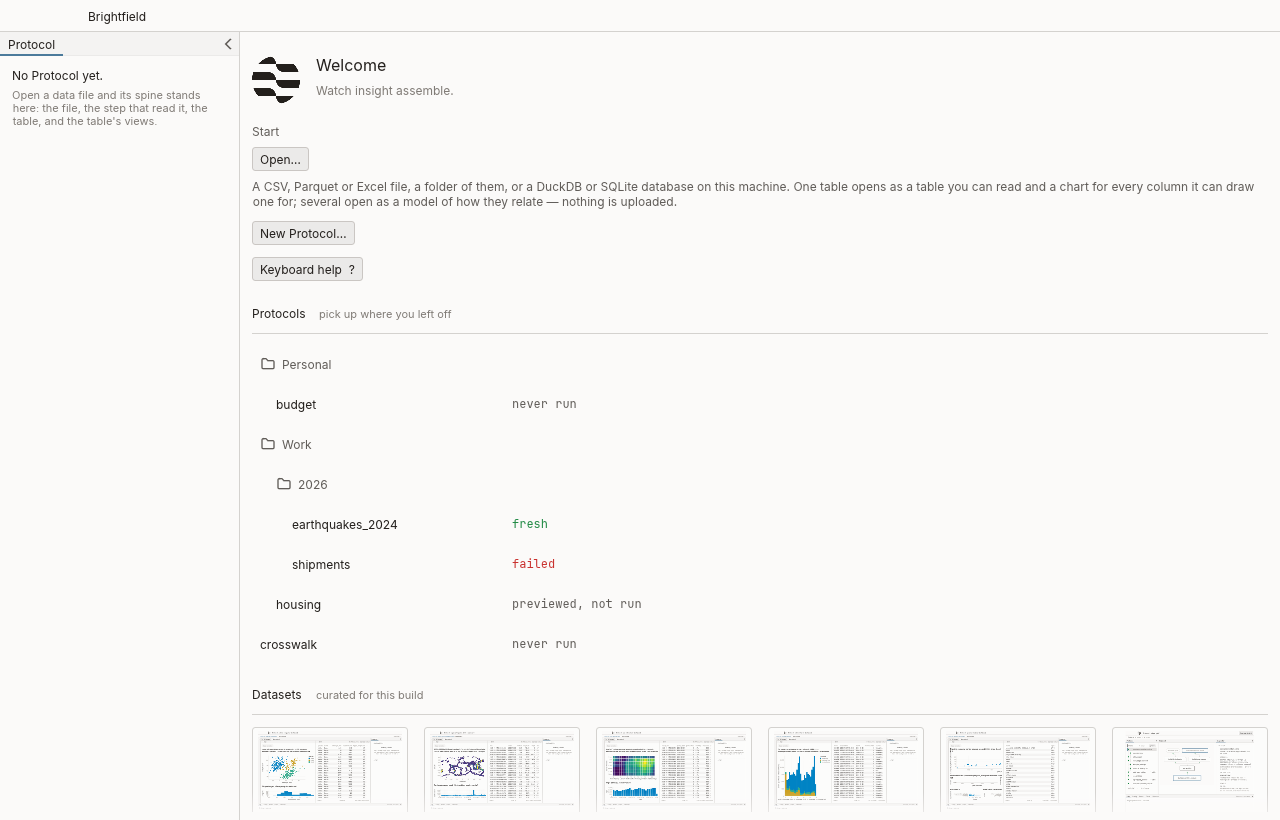 Brightfield
Protocol
No Protocol yet.
Open a data file and its spine stands
here: the file, the step that read it, the
table, and the table's views.
Welcome
Watch insight assemble.
Start
Open...
A CSV, Parquet or Excel file, a folder of them, or a DuckDB or SQLite database on this machine. One table opens as a table you can read and a chart for every column it can draw
one for; several open as a model of how they relate — nothing is uploaded.
New Protocol...
Keyboard help ?
Protocols pick up where you left off
Personal
budget never run
Work
2026
earthquakes_2024 fresh
shipments failed
housing previewed, not run
crosswalk never run
Datasets curated for this build